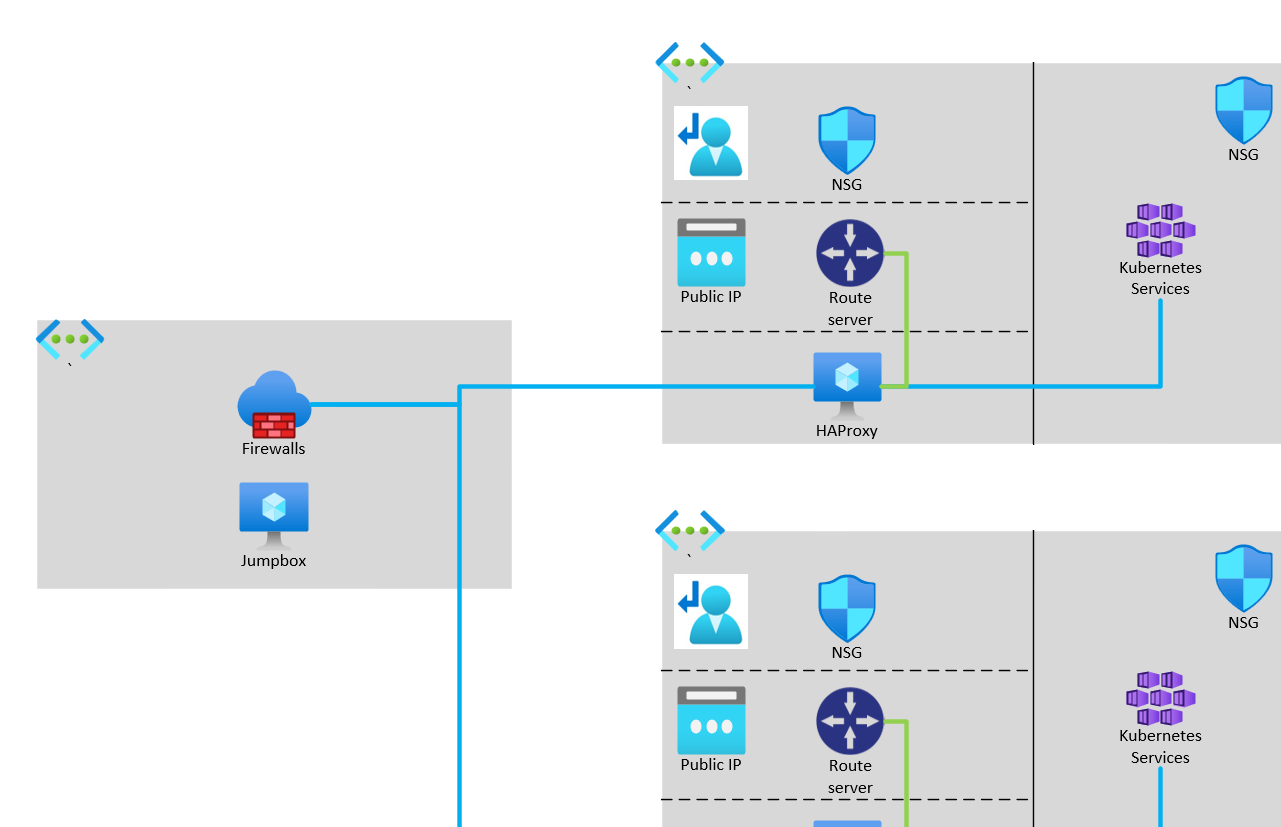 `
NSG
NSG
Public IP
Route
server
Kubernetes
Services
HAProxy
`
Firewalls
Jumpbox
`
NSG
NSG
Public IP
Route
server
Kubernetes
Services